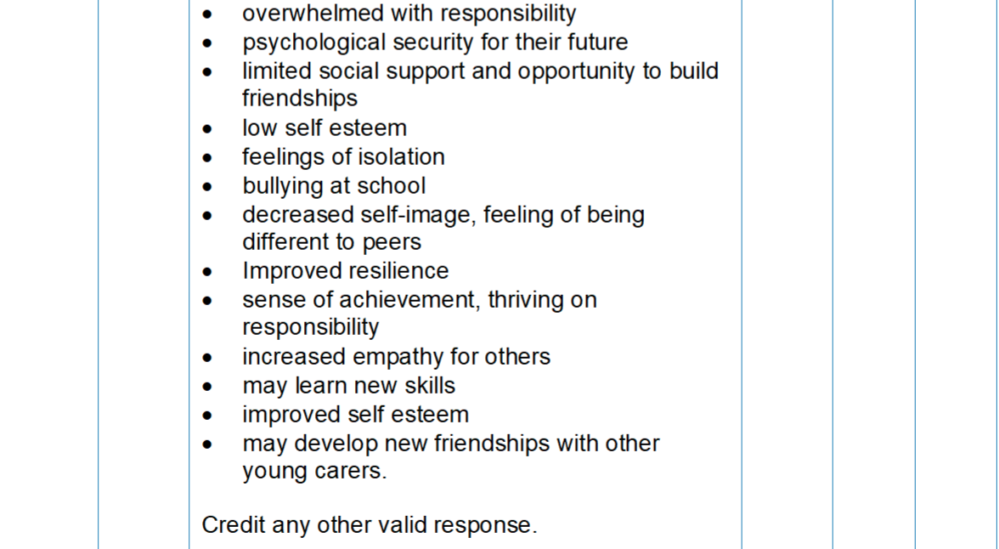 • overwhelmed with responsibility
• psychological security for their future
• limited social support and opportunity to build
friendships
• low self esteem
• feelings of isolation
• bullying at school
• decreased self-image, feeling of being
different to peers
• Improved resilience
• sense of achievement, thriving on
responsibility
• increased empathy for others
• may learn new skills
• improved self esteem
• may develop new friendships with other
young carers.
Credit any other valid response.